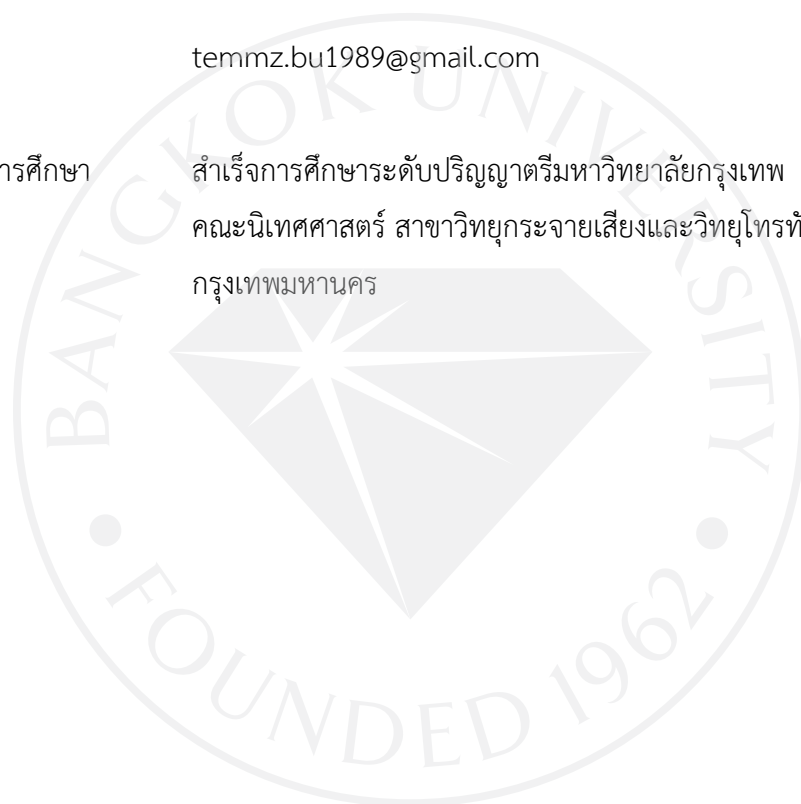 temmz.bu1989@gmail.com
ารศึกษา สำเร็จการศึกษาระดับปริญญาตรีมหาวิทยาลัยกรุงเทพ
คณะนิเทศศาสตร์ สาขาวิทยุกระจายเสียงและวิทยุโทรทั
กรุงเทพมหานคร
BANGKOK UNIVERSITY
FOUNDED 1962